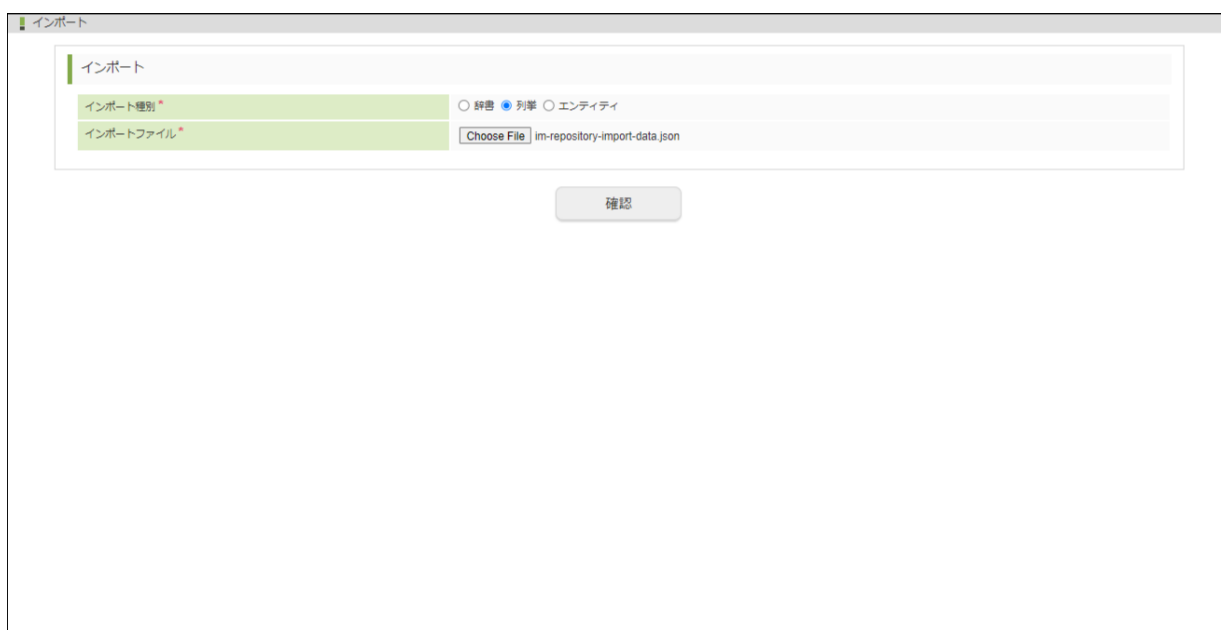 インポート
インポート
インポート種別 * 辞書 列挙 エンティティ
インポートファイル * Choose File im-repository-import-data.json
確認